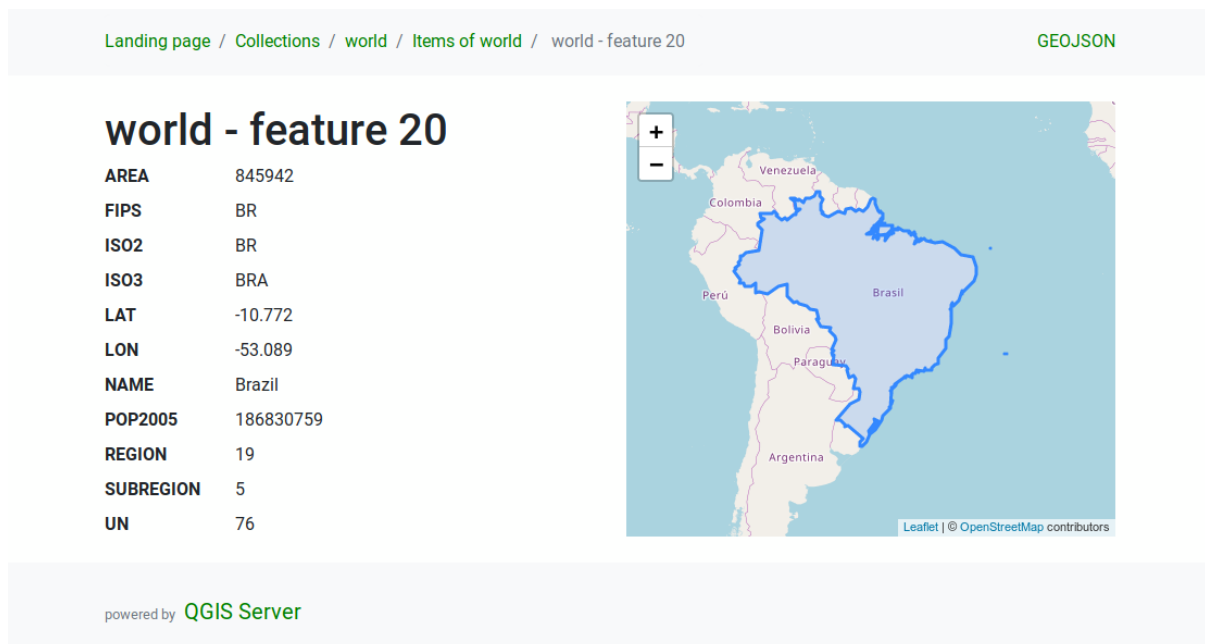 Landing page / Collections / world / Items of world / world - feature 20 GEOJSON
world - feature 20
AREA 845942
FIPS BR
ISO2 BR
ISO3 BRA
LAT -10.772
LON -53.089
NAME Brazil
POP2005 186830759
REGION 19
SUBREGION 5
UN 76
+
−
Venezuela
Colombia
Perú
Brasil
Bolivia
Paraguay
Argentina
Leaflet | © OpenStreetMap contributors
powered by QGIS Server